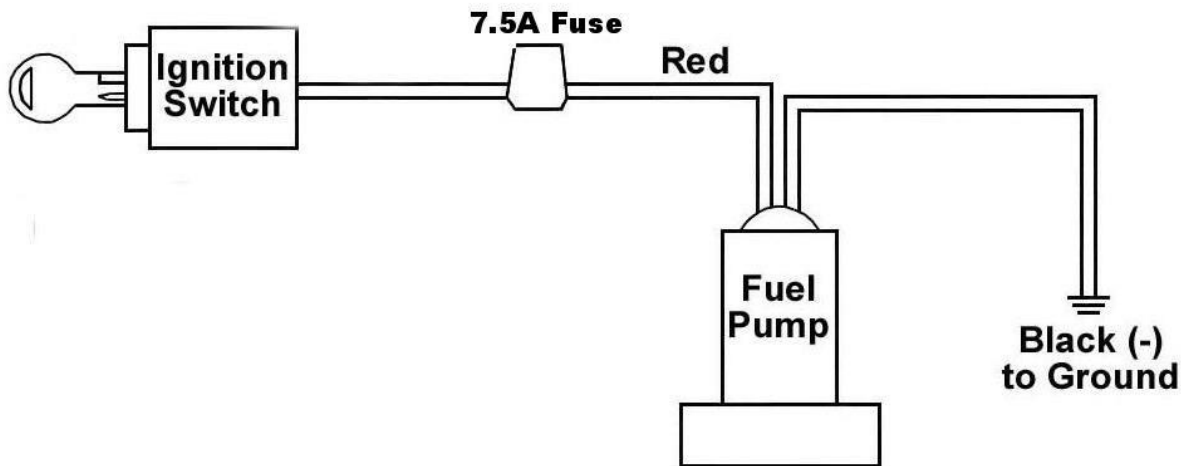 7.5A Fuse
Ignition
Switch
Red
Fuel
Pump
Black (-)
to Ground